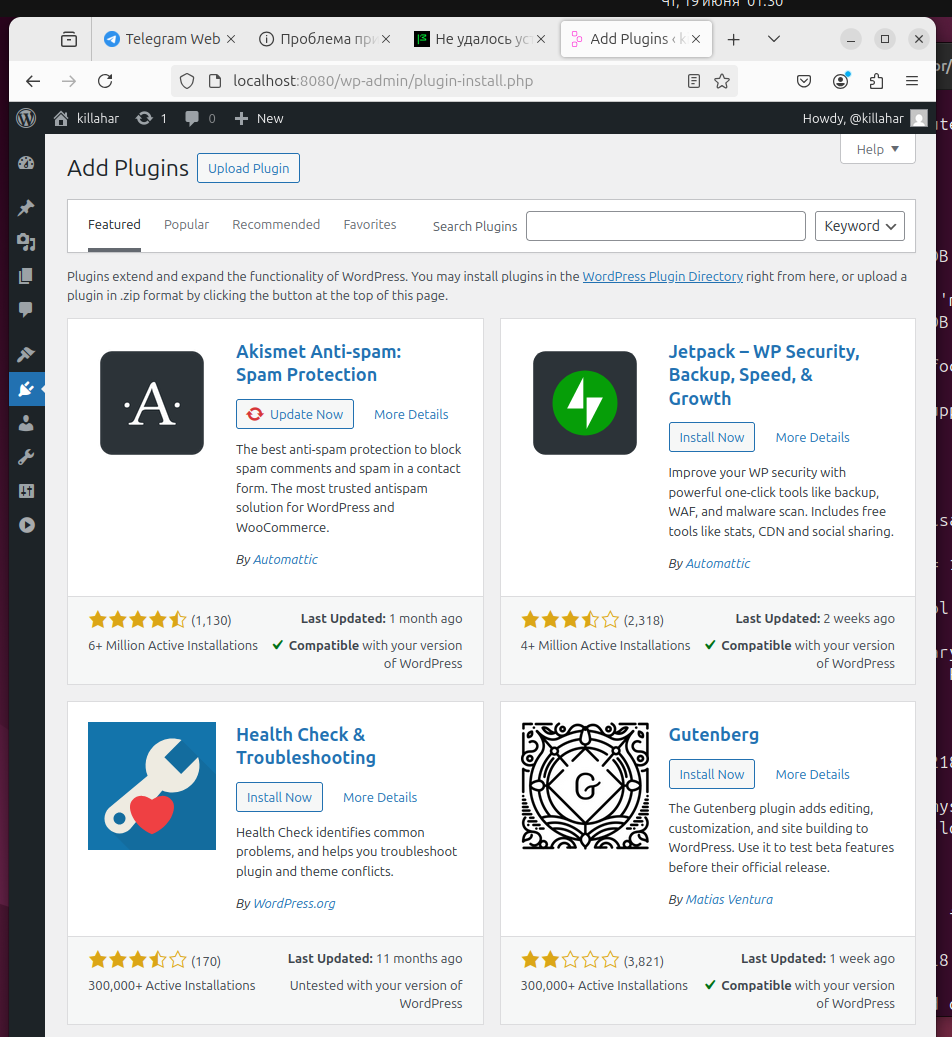 Чт, 19 июня 01:30
Telegram Web
Проблема при
Не удалось ус
Add Plugins ‹ k
localhost:8080/wp-admin/plugin-install.php
killahar
1
0
New
Howdy, @killahar
Help
Add Plugins
Upload Plugin
Featured
Popular
Recommended
Favorites
Search Plugins
Keyword
Plugins extend and expand the functionality of WordPress. You may install plugins in the WordPress Plugin Directory right from here, or upload a
plugin in .zip format by clicking the button at the top of this page.
Akismet Anti-spam:
Spam Protection
Update Now
More Details
The best anti-spam protection to block
spam comments and spam in a contact
form. The most trusted antispam
solution for WordPress and
WooCommerce.
By Automattic
(1,130)
Last Updated: 1 month ago
6+ Million Active Installations
Compatible with your version
of WordPress
Jetpack – WP Security,
Backup, Speed, &
Growth
Install Now
More Details
Improve your WP security with
powerful one-click tools like backup,
WAF, and malware scan. Includes free
tools like stats, CDN and social sharing.
By Automattic
(2,318)
Last Updated: 2 weeks ago
4+ Million Active Installations
Compatible with your version
of WordPress
Health Check &
Troubleshooting
Install Now
More Details
Health Check identifies common
problems, and helps you troubleshoot
plugin and theme conflicts.
By WordPress.org
(170)
Last Updated: 11 months ago
300,000+ Active Installations
Untested with your version of
WordPress
Gutenberg
Install Now
More Details
The Gutenberg plugin adds editing,
customization, and site building to
WordPress. Use it to test beta features
before their official release.
By Matias Ventura
(3,821)
Last Updated: 1 week ago
300,000+ Active Installations
Compatible with your version
of WordPress